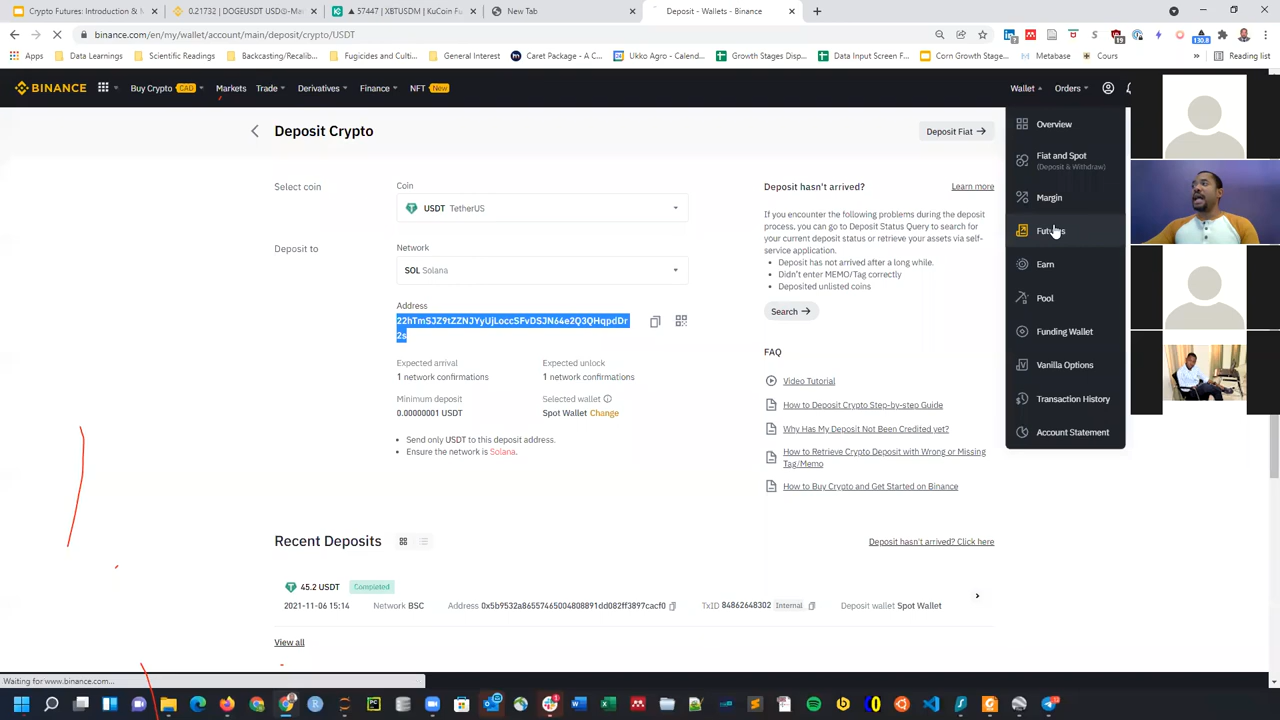 Crypto Futures: Introduction & M
0.21732 | DOGEUSDT USDⓈ-Margi
▲ 57447 | XBTUSDM | KuCoin Fu
New Tab
Deposit - Wallets - Binance
binance.com/en/my/wallet/account/main/deposit/crypto/USDT
Apps
Data Learnings
Scientific Readings
Backcasting/Recalib...
Fugicides and Culti...
General Interest
Caret Package - A C...
Ukko Agro - Calend...
Growth Stages Disp...
Data Input Screen F...
Corn Growth Stage...
Metabase
Cours
»
Reading list
BINANCE
Buy Crypto CAD
Markets
Trade
Derivatives
Finance
NFT New
Wallet
Orders
Deposit Crypto
Deposit Fiat →
Select coin
Coin
USDT TetherUS
Deposit to
Network
SOL Solana
Address
22hTmSJZ9tZZNJYyUjLoccSFvDSJN64e2Q3QHqpdDr
2s
Expected arrival
1 network confirmations
Expected unlock
1 network confirmations
Minimum deposit
0.00000001 USDT
Selected wallet
Spot Wallet Change
• Send only USDT to this deposit address.
• Ensure the network is Solana.
Deposit hasn't arrived?
Learn more
If you encounter the following problems during the deposit
process, you can go to Deposit Status Query to search for
your current deposit status or retrieve your assets via self-
service application.
• Deposit has not arrived after a long while.
• Didn't enter MEMO/Tag correctly
• Deposited unlisted coins
Search →
FAQ
Video Tutorial
How to Deposit Crypto Step-by-step Guide
Why Has My Deposit Not Been Credited yet?
How to Retrieve Crypto Deposit with Wrong or Missing
Tag/Memo
How to Buy Crypto and Get Started on Binance
Overview
Fiat and Spot
(Deposit & Withdraw)
Margin
Futures
Earn
Pool
Funding Wallet
Vanilla Options
Transaction History
Account Statement
Recent Deposits
Deposit hasn't arrived? Click here
45.2 USDT Completed
2021-11-06 15:14
Network BSC
Address 0x5b9532a86557465004808891dd082ff3897cacf0
TxID 84862648302 Internal
Deposit wallet Spot Wallet
View all
Waiting for www.binance.com...